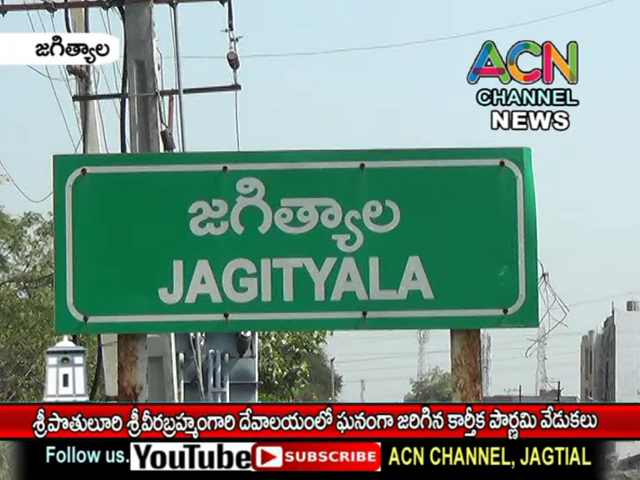 జగిత్యాల
ACN
CHANNEL
NEWS
జగిత్యాల
JAGITYALA
శ్రీపొతులూరి శ్రీవీరబ్రహ్మంగారి దేవాలయంలో ఘనంగా జరిగిన కార్తీక పౌర్ణమి వేడుకలు
Follow us. YouTube SUBSCRIBE ACN CHANNEL, JAGTIAL